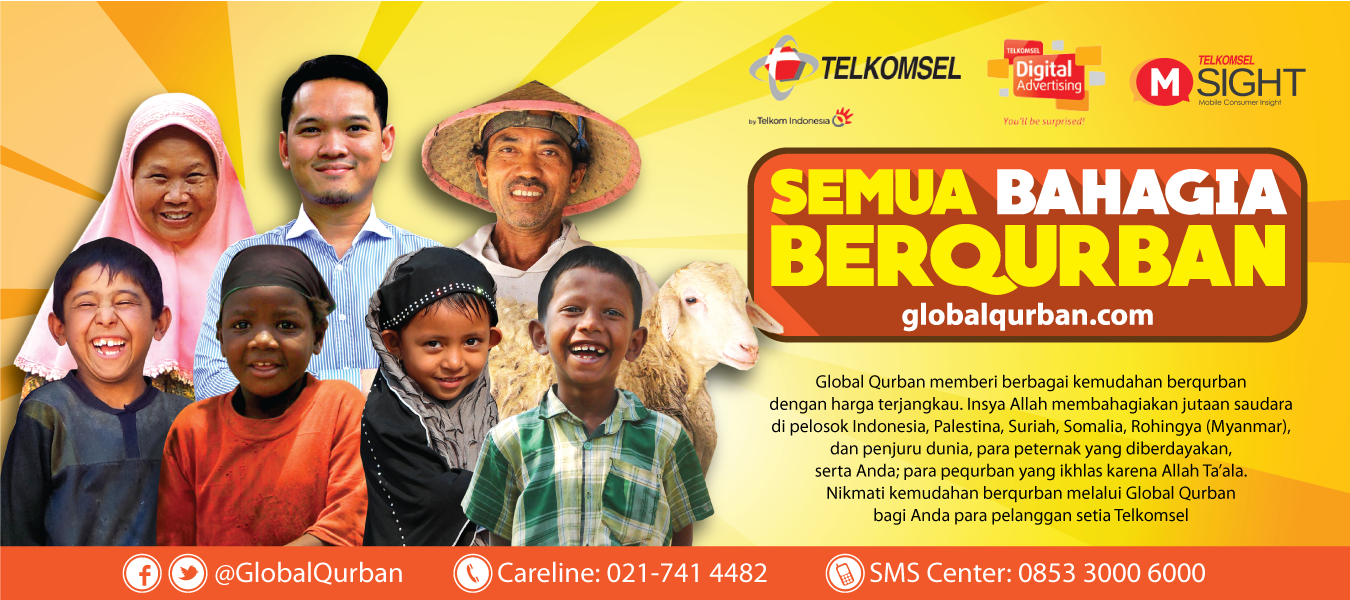 TELKOMSEL
by Telkom Indonesia
TELKOMSEL
Digital
Advertising
You'll be surprised!
TELKOMSEL
M SIGHT
Mobile Consumer Insight
SEMUA BAHAGIA
BERQURBAN
globalqurban.com
Global Qurban memberi berbagai kemudahan berqurban
dengan harga terjangkau. Insya Allah membahagiakan jutaan saudara
di pelosok Indonesia, Palestina, Suriah, Somalia, Rohingya (Myanmar),
dan penjuru dunia, para peternak yang diberdayakan,
serta Anda; para pequrban yang ikhlas karena Allah Ta'ala.
Nikmati kemudahan berqurban melalui Global Qurban
bagi Anda para pelanggan setia Telkomsel
@GlobalQurban
Careline: 021-741 4482
SMS Center: 0853 3000 6000